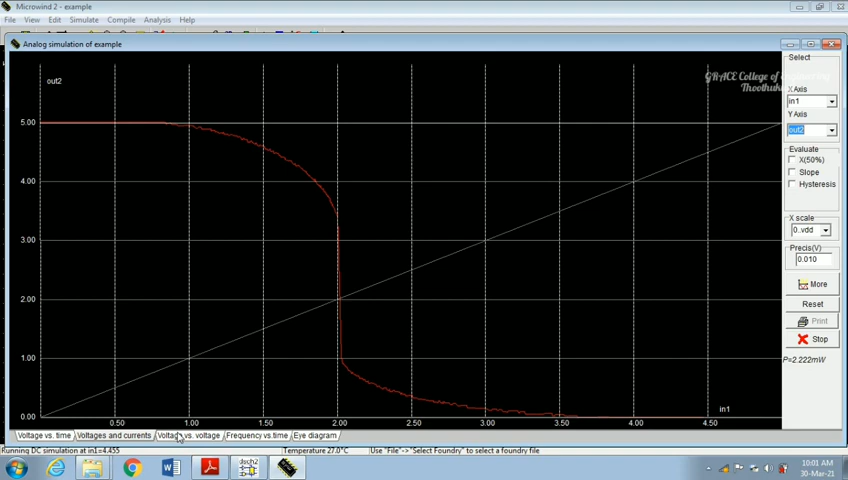 Microwind 2 - example
File View Edit Simulate Compile Analysis Help
Analog simulation of example
out2
5.00
4.00
3.00
2.00
1.00
0.00
0.50 1.00 1.50 2.00 2.50 3.00 3.50 4.00 4.50
in1
GRACE College of engineering
Select
X Axis
in1
Y Axis
out2
Evaluate
X(50%)
Slope
Hysteresis
X scale
0..vdd
Precis(V)
0.010
More
Reset
Print
Stop
P=2.222mW
Voltage vs. time Voltages and currents Voltage vs. voltage Frequency vs.time Eye diagram
Running DC simulation at in1=4.455 Temperature 27.0°C Use "File"->"Select Foundry" to select a foundry file
dsch2
10:01 AM
30-Mar-21